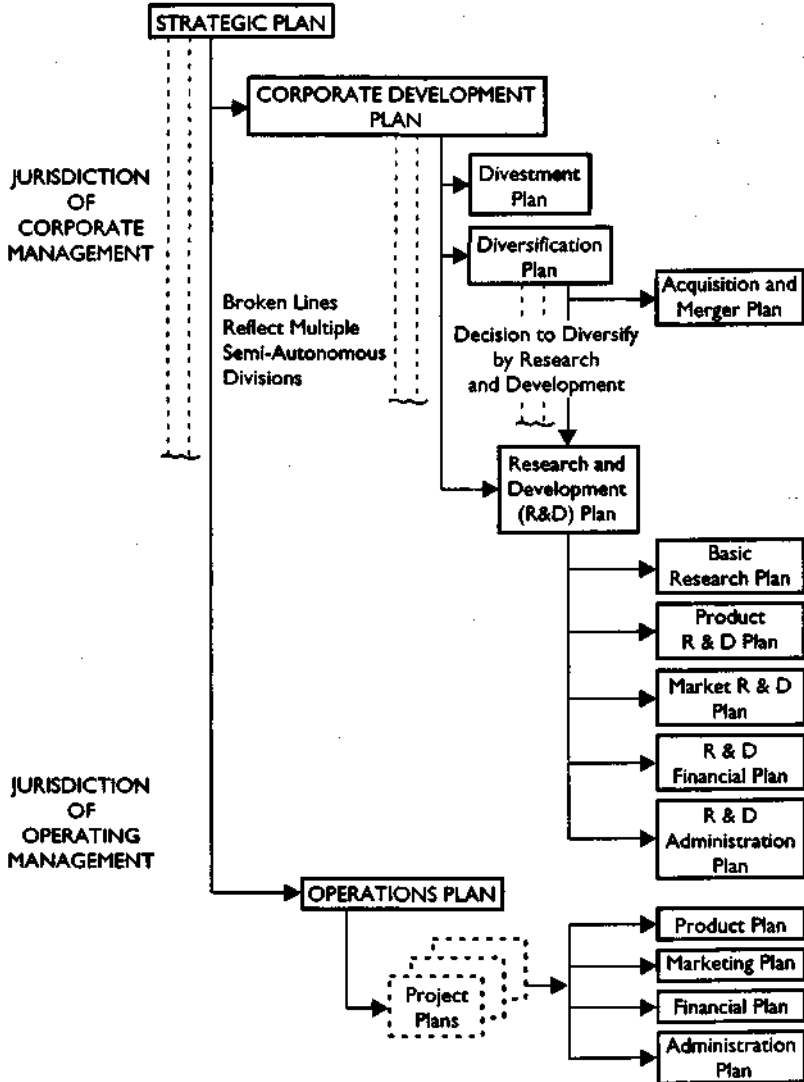 STRATEGIC PLAN
CORPORATE DEVELOPMENT
PLAN
JURISDICTION
OF
CORPORATE
MANAGEMENT
Divestment
Plan
Diversification
Plan
Acquisition and
Merger Plan
Broken Lines
Reflect Multiple
Semi-Autonomous
Divisions
Decision to Diversify
by Research
and Development
Research and
Development
(R&D) Plan
Basic
Research Plan
Product
R & D Plan
Market R & D
Plan
R & D
Financial Plan
R & D
Administration
Plan
JURISDICTION
OF
OPERATING
MANAGEMENT
OPERATIONS PLAN
Project
Plans
Product Plan
Marketing Plan
Financial Plan
Administration
Plan